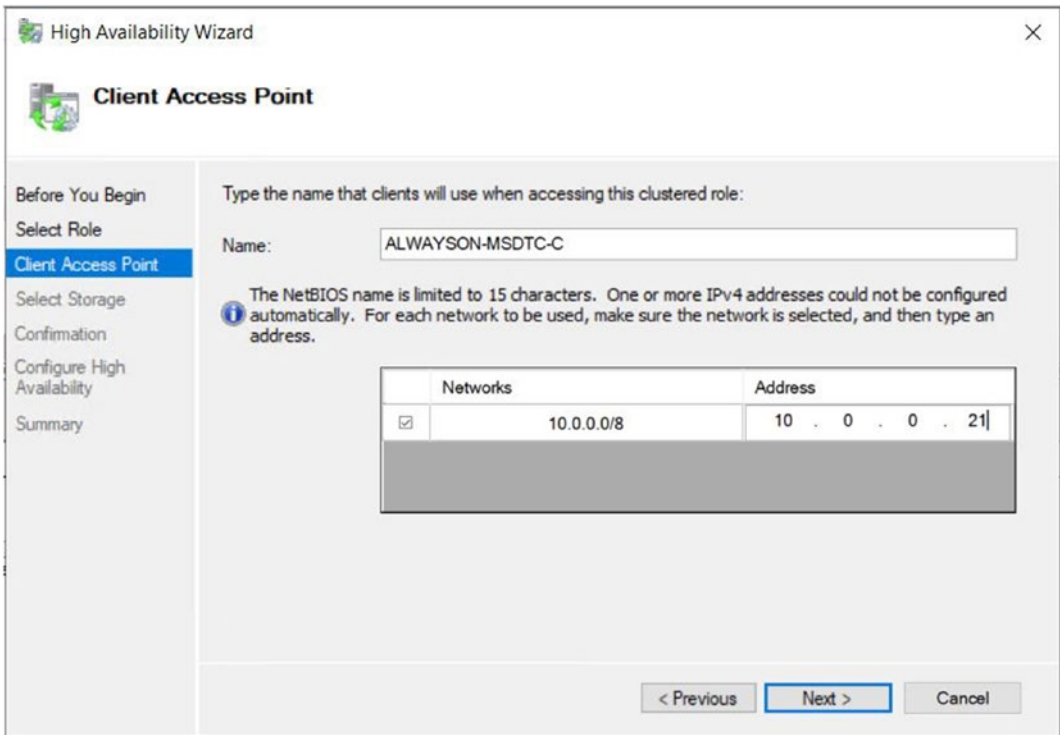 High Availability Wizard
Client Access Point
Before You Begin
Select Role
Client Access Point
Select Storage
Confirmation
Configure High
Availability
Summary
Type the name that clients will use when accessing this clustered role:
Name: ALWAYSON-MSDTC-C
The NetBIOS name is limited to 15 characters. One or more IPv4 addresses could not be configured
automatically. For each network to be used, make sure the network is selected, and then type an
address.
Networks Address
10.0.0.0/8 10 . 0 . 0 . 21
< Previous Next > Cancel